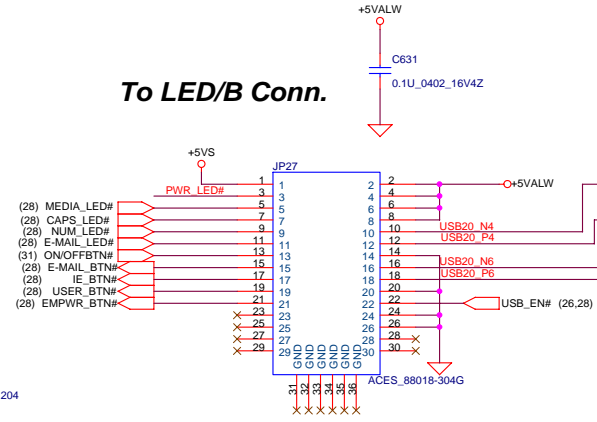 +5VALW
C631
0.1U_0402_16V4Z
To LED/B Conn.
+5VS
JP27
PWR_LED#
+5VALW
(28) MEDIA_LED#
(28) CAPS_LED#
(28) NUM_LED#
(28) E-MAIL_LED#
(31) ON/OFFBTN#
(28) E-MAIL_BTN#
(28) IE_BTN#
(28) USER_BTN#
(28) EMPWR_BTN#
1 1 2 2
3 3 4 4
5 5 6 6
7 7 8 8
9 9 10 10 USB20_N4
11 11 12 12 USB20_P4
13 13 14 14
15 15 16 16 USB20_N6
17 17 18 18 USB20_P6
19 19 20 20
21 21 22 22 USB_EN# (26,28)
23 23 24 24
25 25 26 26
27 27 28 28
29 29 30 30
GND GND GND GND GND GND
31 32 33 34 35 36
ACES_88018-304G
204